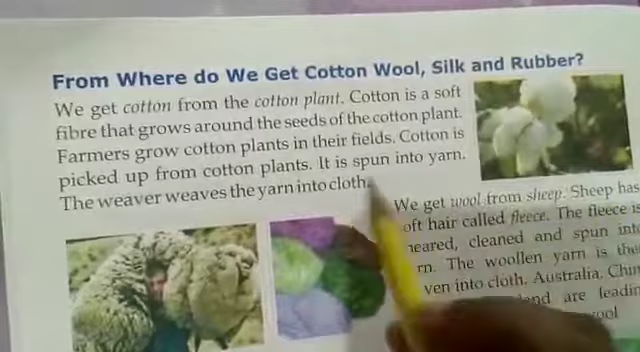 From Where do We Get Cotton Wool, Silk and Rubber?
We get cotton from the cotton plant. Cotton is a soft
fibre that grows around the seeds of the cotton plant.
Farmers grow cotton plants in their fields. Cotton is
picked up from cotton plants. It is spun into yarn.
The weaver weaves the yarn into cloth.
We get wool from sheep. Sheep has
oft hair called fleece. The fleece is
heared, cleaned and spun into
rn. The woollen yarn is the
ven into cloth. Australia, Chin
and are leadin
wool